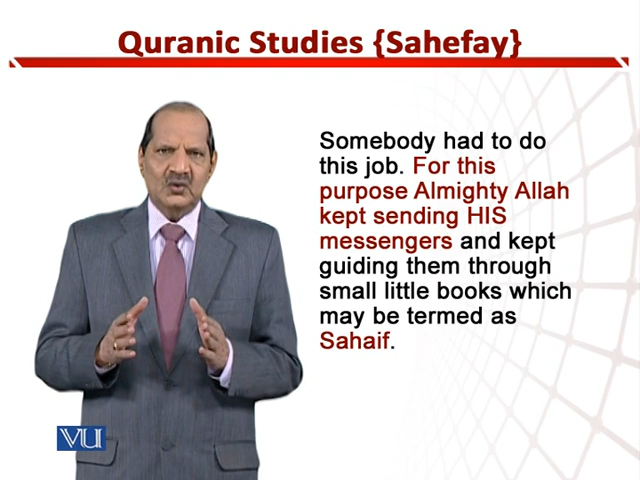 Quranic Studies {Sahefay}
Somebody had to do
this job. For this
purpose Almighty Allah
kept sending HIS
messengers and kept
guiding them through
small little books which
may be termed as
Sahaif.
VU